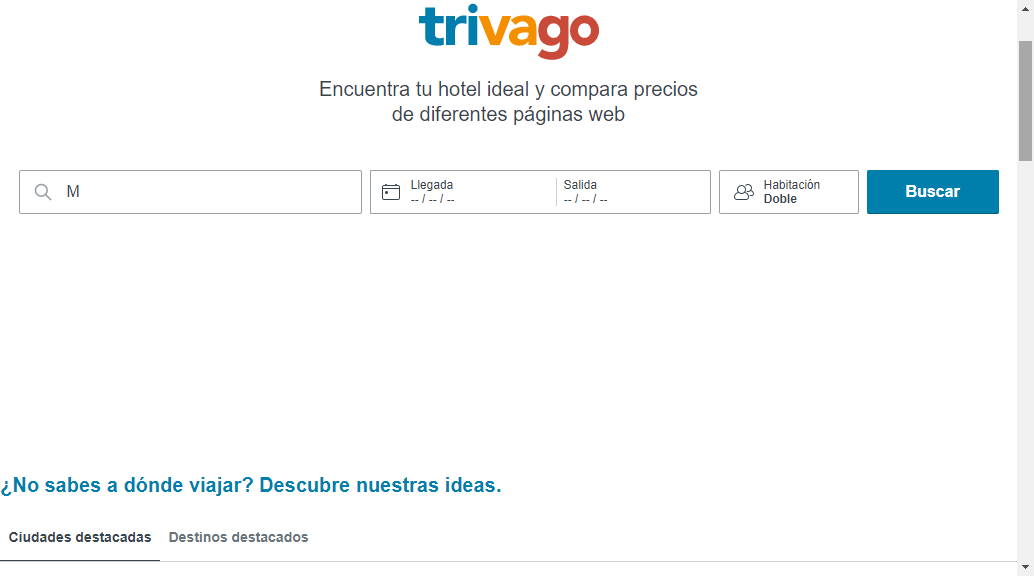 trivago
Encuentra tu hotel ideal y compara precios
de diferentes páginas web
M
Llegada
-- / -- / --
Salida
-- / -- / --
Habitación
Doble
Buscar
¿No sabes a dónde viajar? Descubre nuestras ideas.
Ciudades destacadas
Destinos destacados